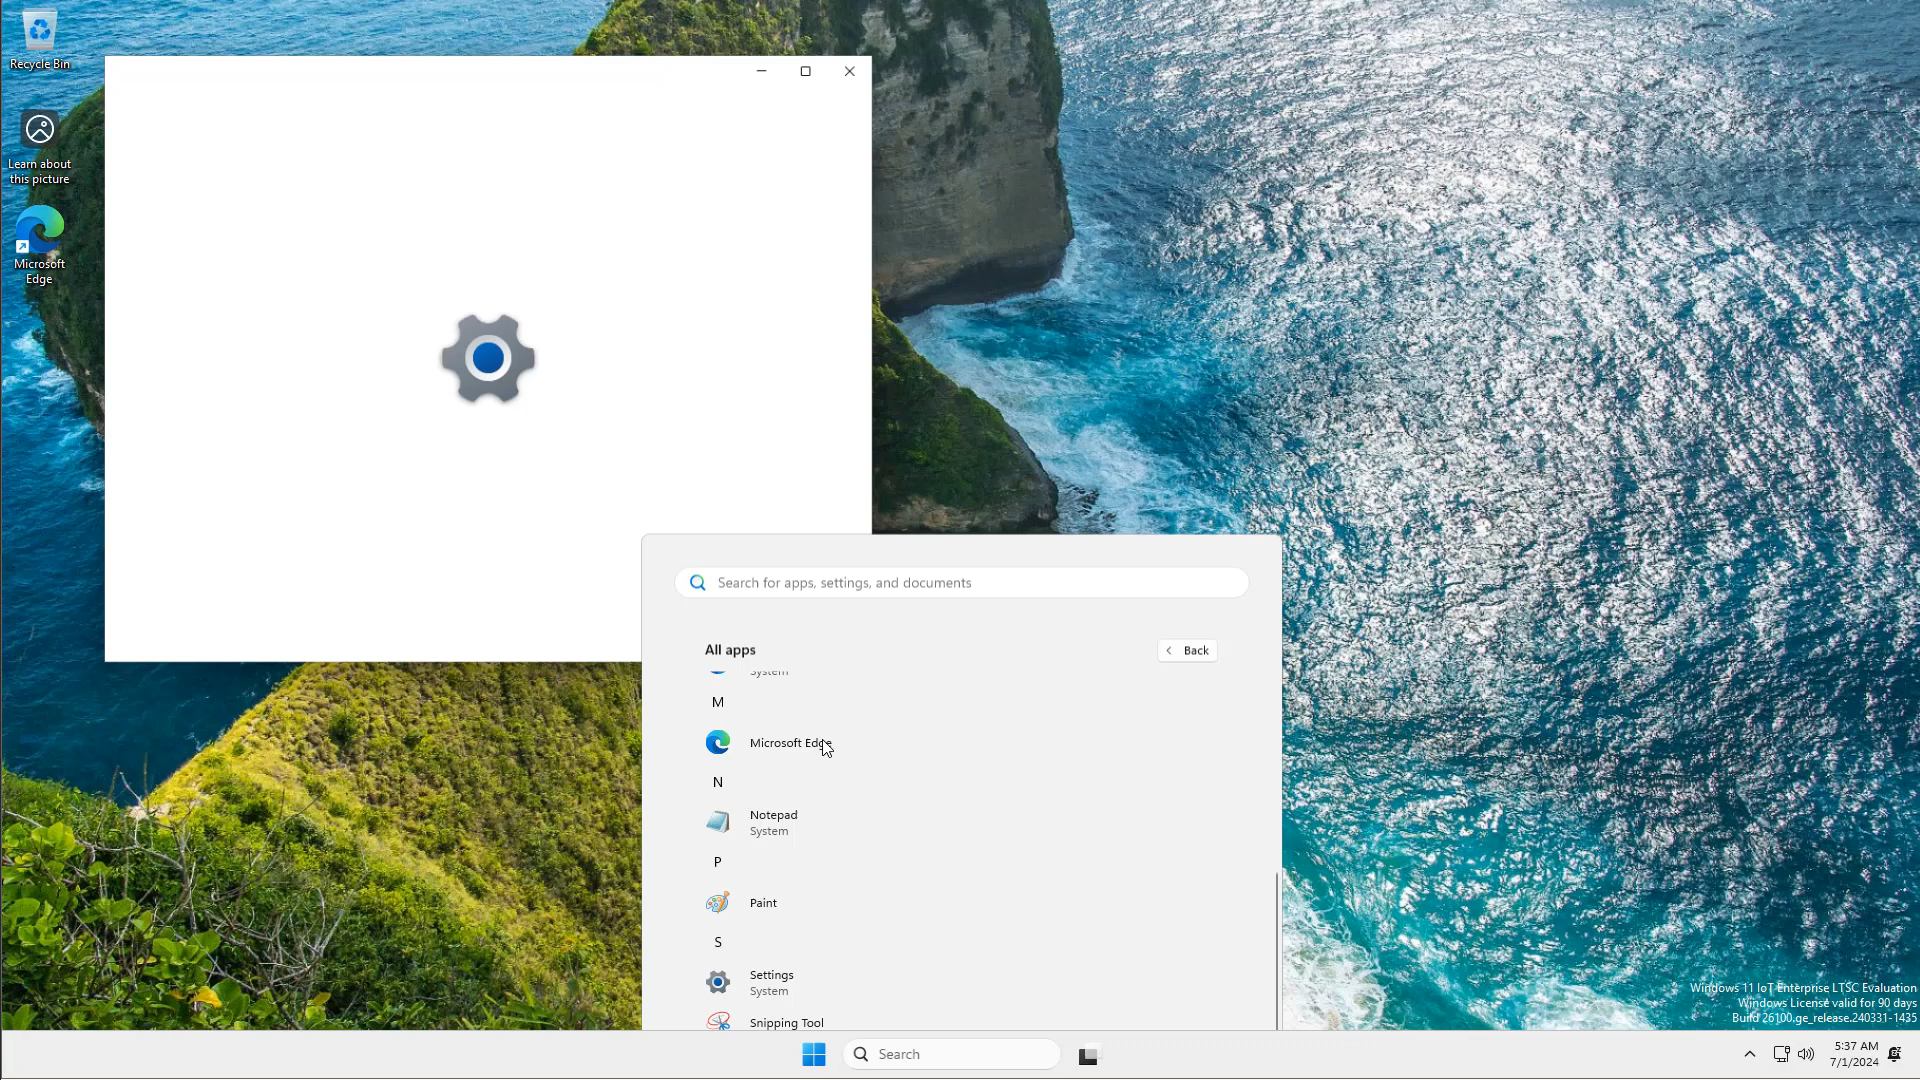 Recycle Bin
Learn about
this picture
Microsoft
Edge
Search for apps, settings, and documents
All apps
Back
System
M
Microsoft Edge
N
Notepad
System
P
Paint
S
Settings
System
Snipping Tool
Windows 11 IoT Enterprise LTSC Evaluation
Windows License valid for 90 days
Build 26100.ge_release.240331-1435
Search
5:37 AM
7/1/2024